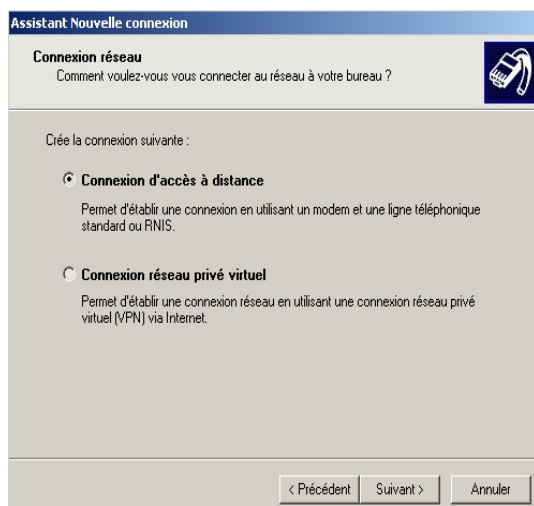 Assistant Nouvelle connexion
Connexion réseau
Comment voulez-vous vous connecter au réseau à votre bureau ?
Crée la connexion suivante :
Connexion d'accès à distance
Permet d'établir une connexion en utilisant un modem et une ligne téléphonique
standard ou RNIS.
Connexion réseau privé virtuel
Permet d'établir une connexion réseau en utilisant une connexion réseau privé
virtuel (VPN) via Internet.
< Précédent Suivant > Annuler